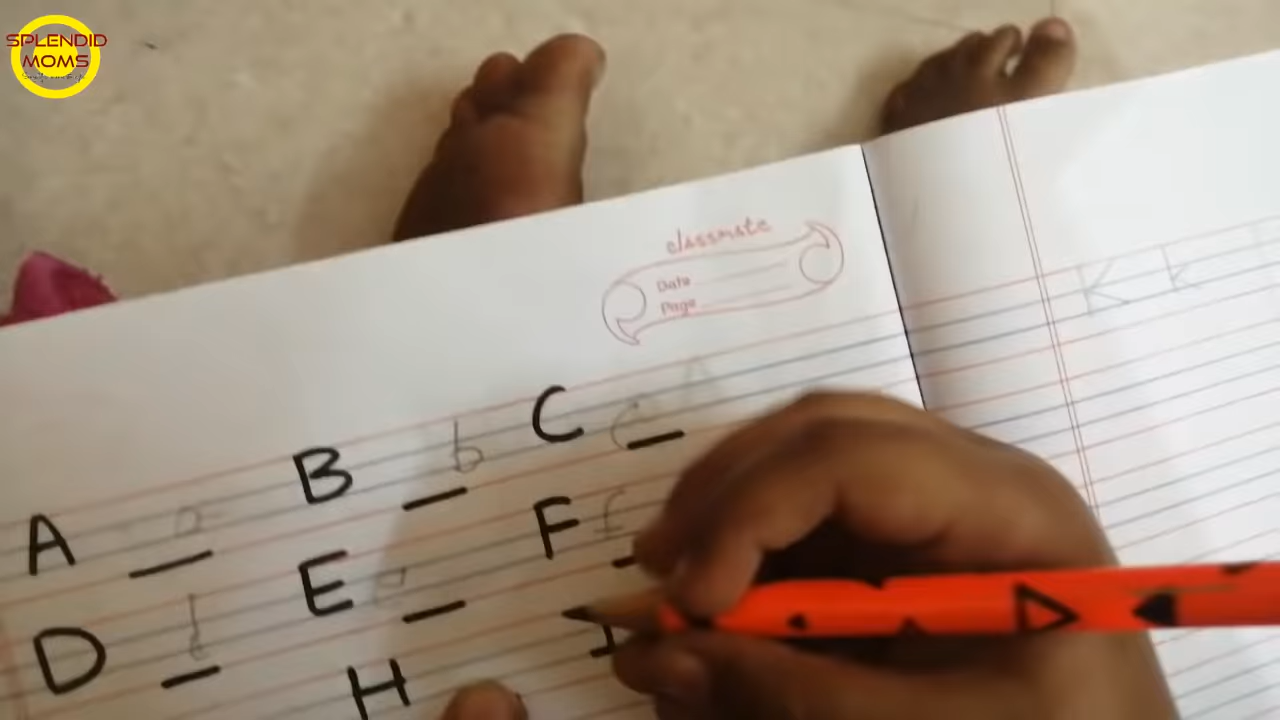 SPLENDID
MOMS
classmate
Date
Page
K k
A a B b C c
D d E e F f
H I